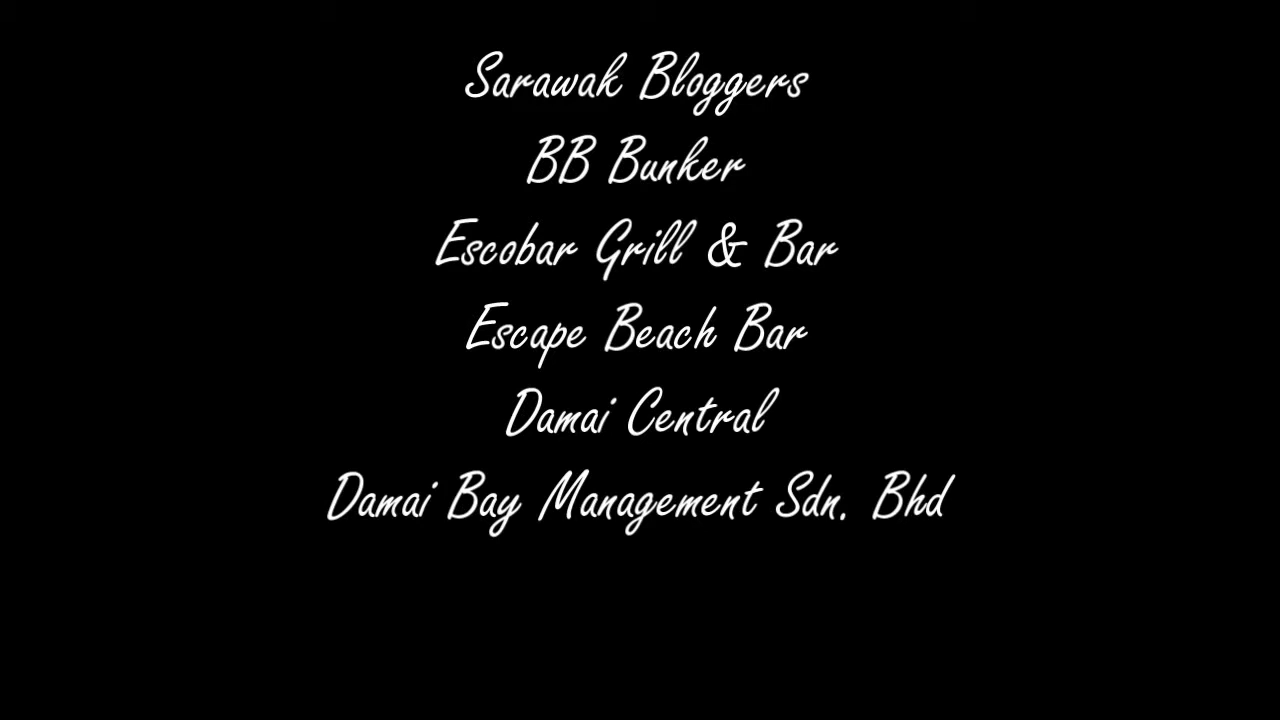 Sarawak Bloggers
BB Bunker
Escobar Grill & Bar
Escape Beach Bar
Damai Central
Damai Bay Management Sdn. Bhd